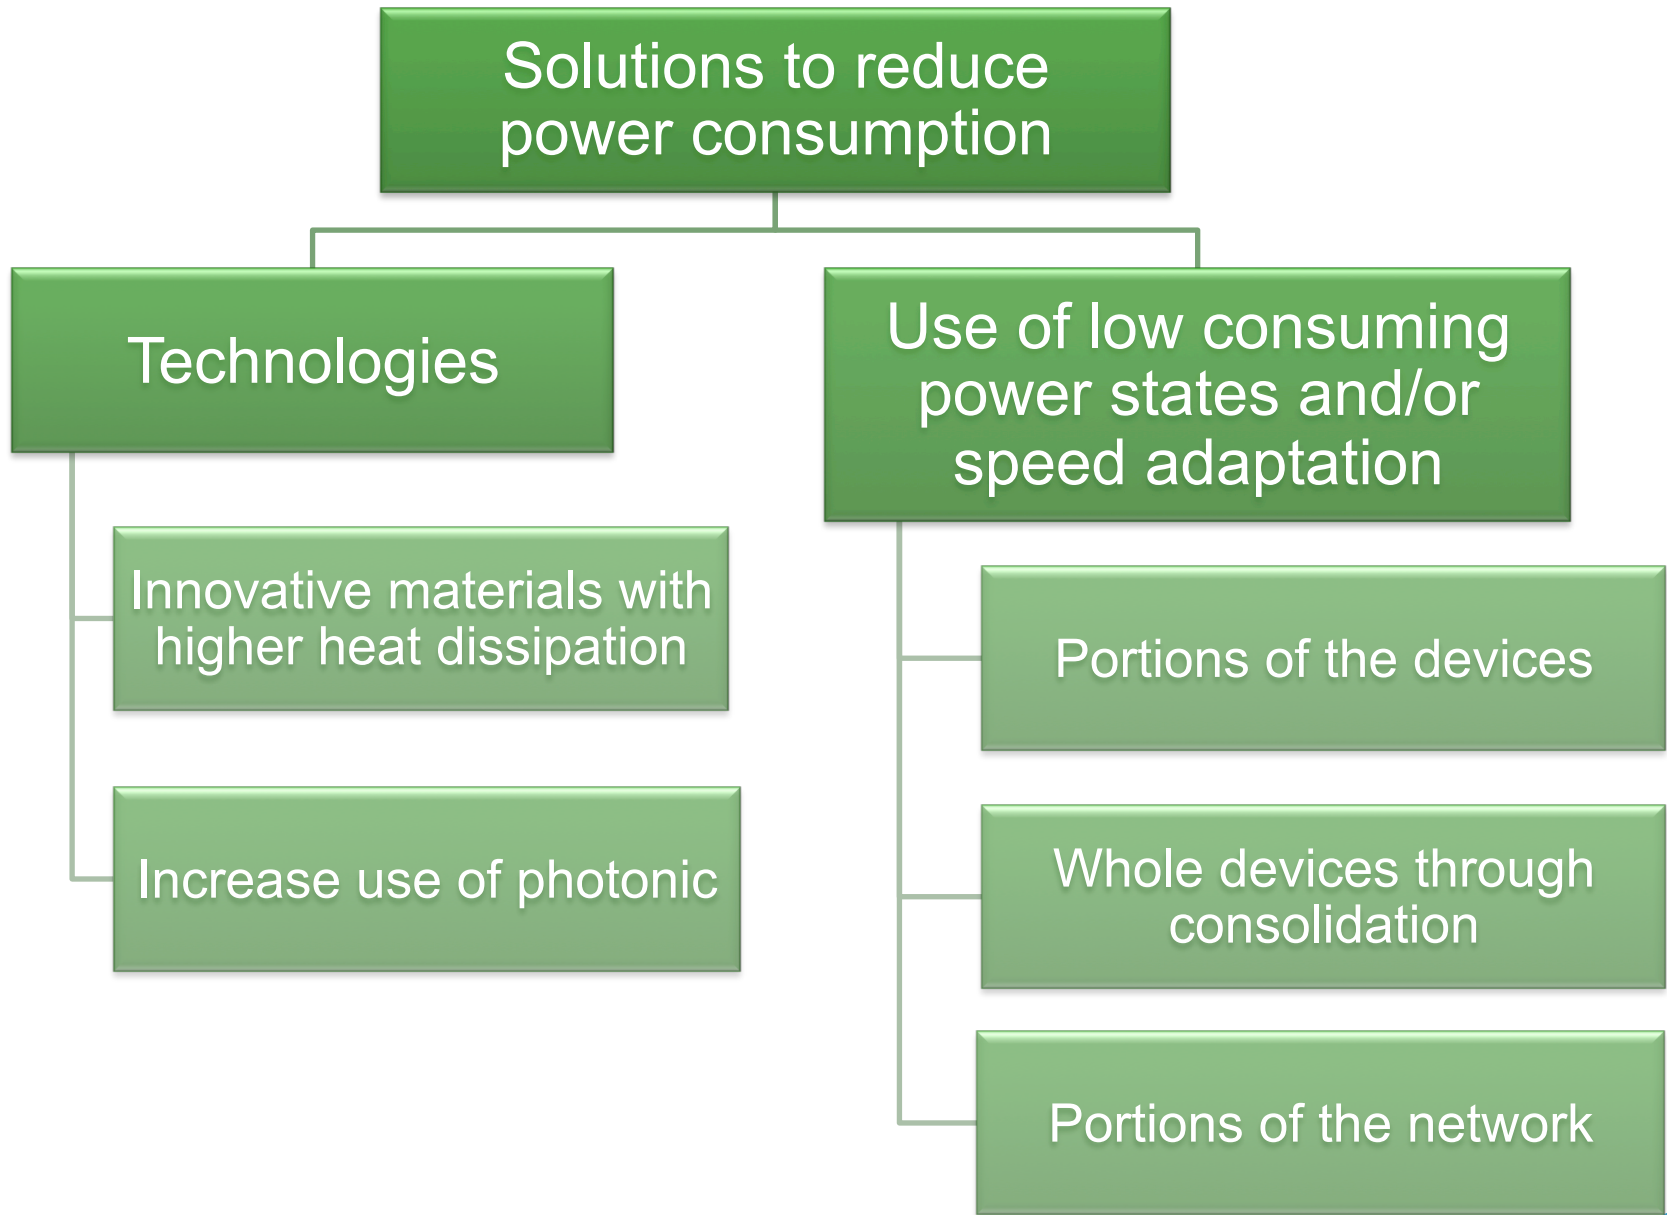 Solutions to reduce
power consumption
Technologies
Innovative materials with
higher heat dissipation
Increase use of photonic
Use of low consuming
power states and/or
speed adaptation
Portions of the devices
Whole devices through
consolidation
Portions of the network